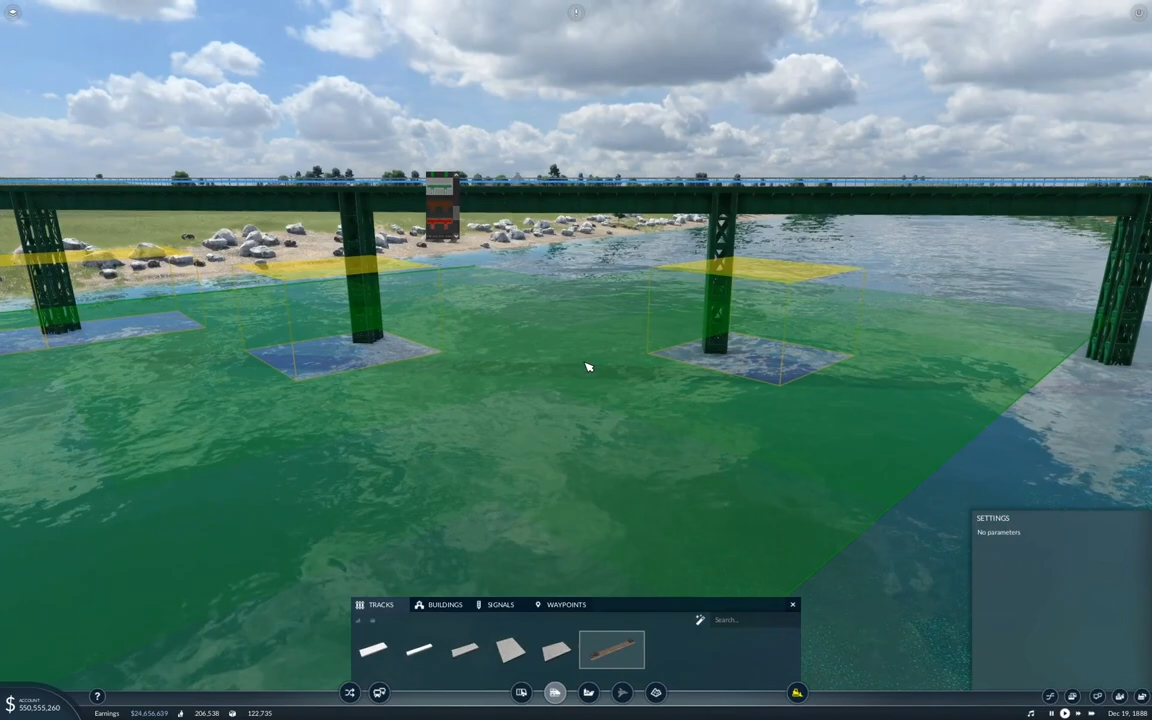 SETTINGS
No parameters
TRACKS
BUILDINGS
SIGNALS
WAYPOINTS
Search...
$ ACCOUNT
550,555,260
?
Earnings $24,656,639 206,538 122,735
Dec 19, 1888